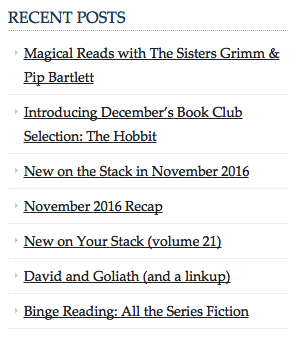 RECENT POSTS
Magical Reads with The Sisters Grimm &
Pip Bartlett
Introducing December’s Book Club
Selection: The Hobbit
New on the Stack in November 2016
November 2016 Recap
New on Your Stack (volume 21)
David and Goliath (and a linkup)
Binge Reading: All the Series Fiction